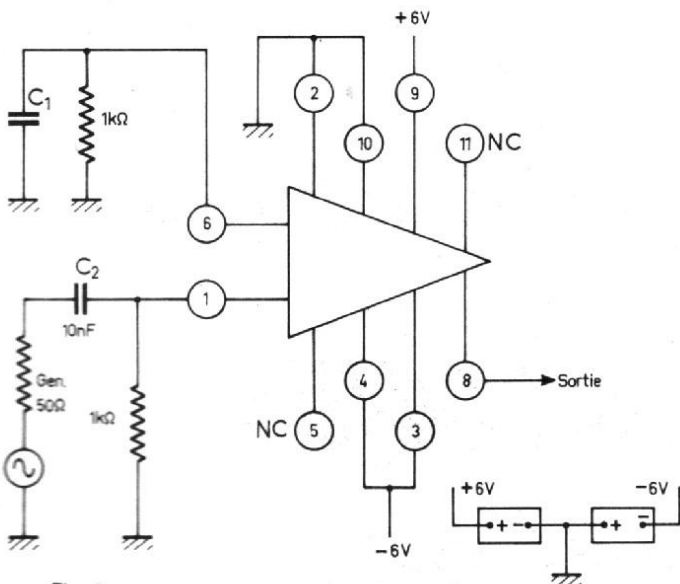 +6V
C1
1kΩ
2
9
10
11 NC
6
C2
1
10nF
Gen.
50Ω
1kΩ
4
8
Sortie
NC 5
3
-6V
+6V
-6V
+ -
+ -